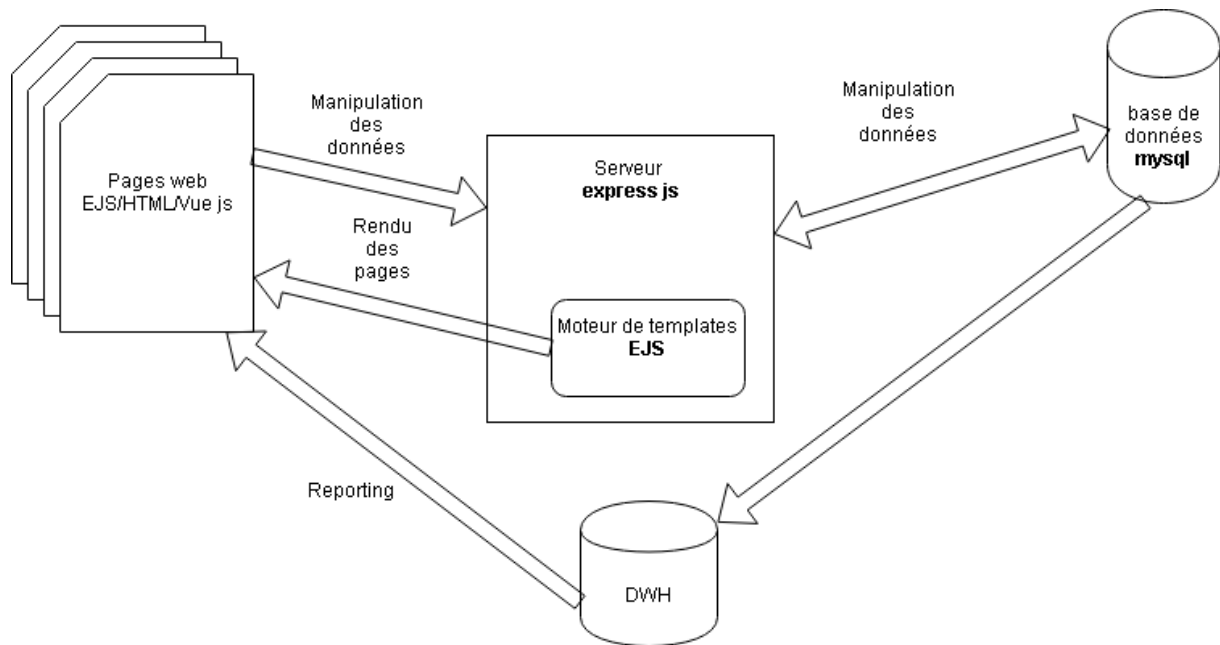 Pages web
EJS/HTML/Vue js
Manipulation
des
données
Rendu
des
pages
Serveur
express js
Moteur de templates
EJS
Manipulation
des
données
base de
données
mysql
Reporting
DWH